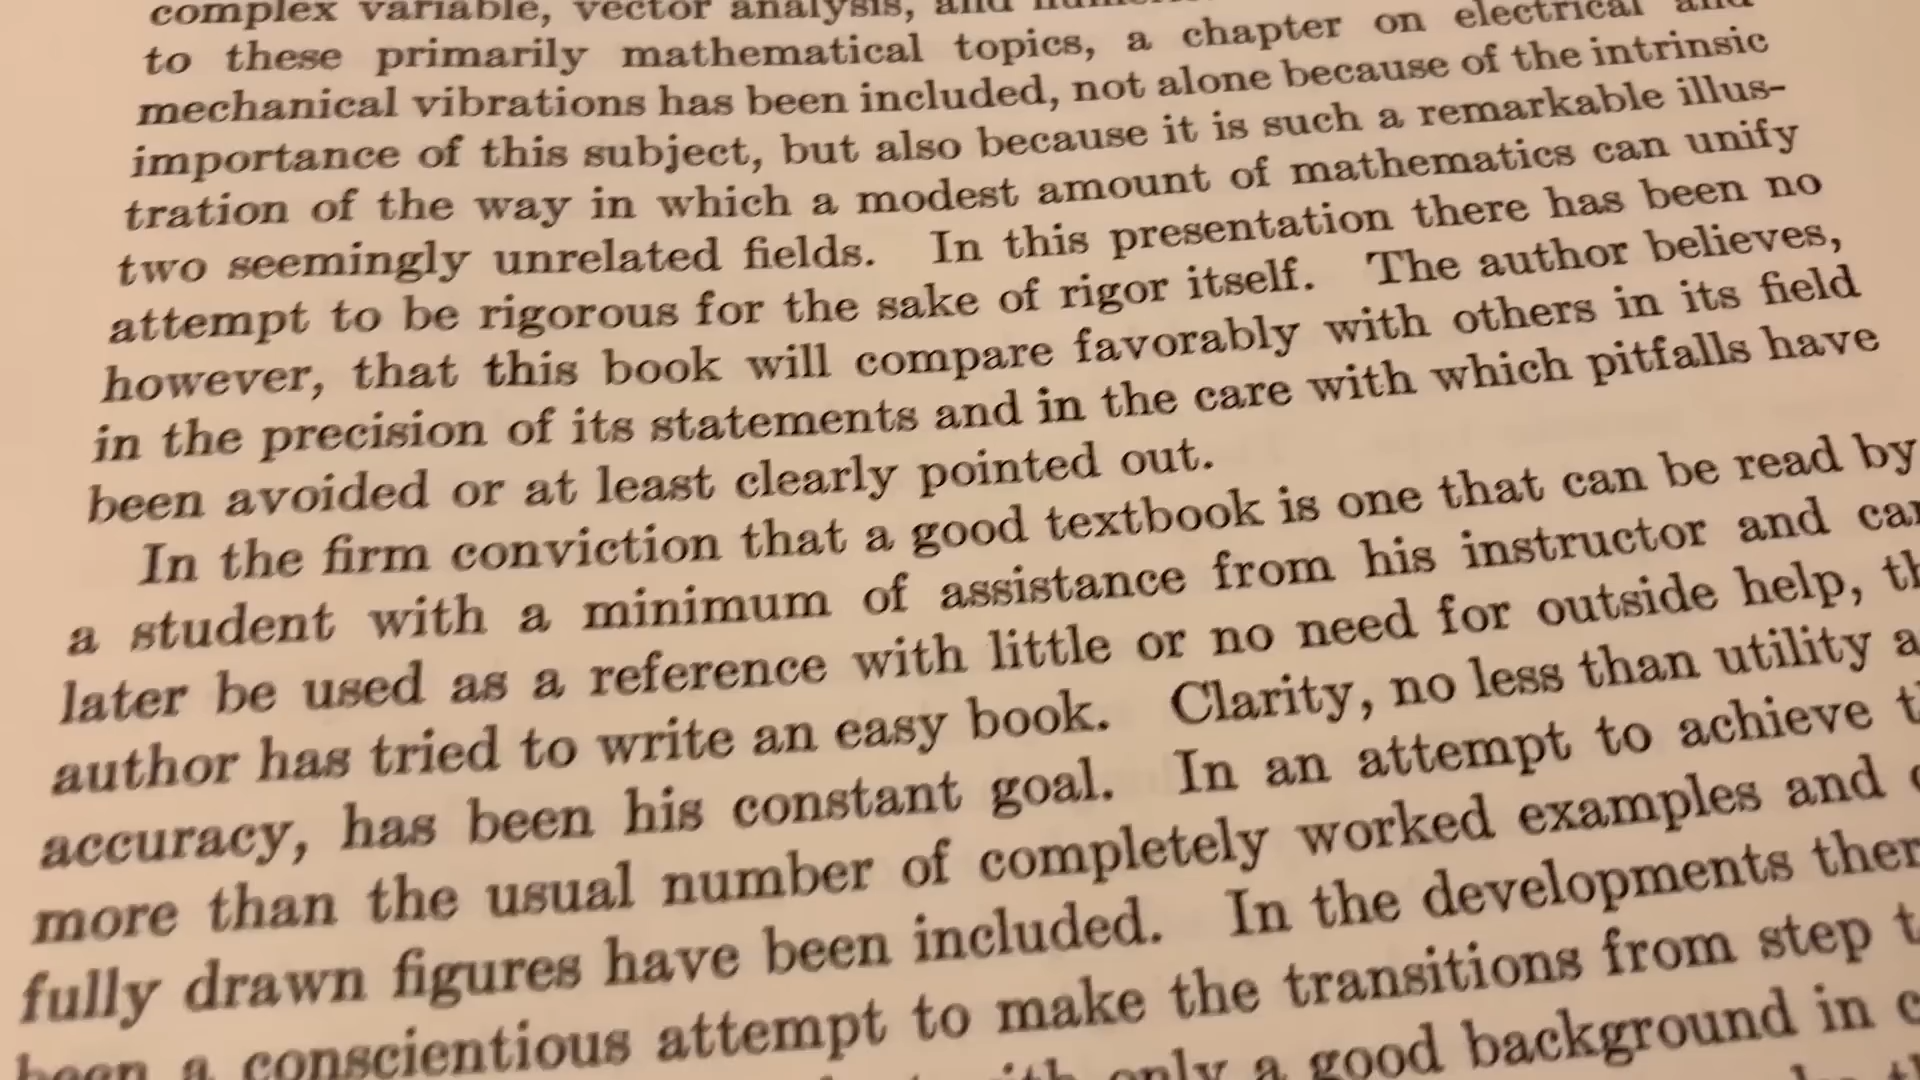 complex variable, vector analysis, and
to these primarily mathematical topics, a chapter on electrical and
mechanical vibrations has been included, not alone because of the intrinsic
importance of this subject, but also because it is such a remarkable illus-
tration of the way in which a modest amount of mathematics can unify
two seemingly unrelated fields. In this presentation there has been no
attempt to be rigorous for the sake of rigor itself. The author believes,
however, that this book will compare favorably with others in its field
in the precision of its statements and in the care with which pitfalls have
been avoided or at least clearly pointed out.
In the firm conviction that a good textbook is one that can be read by
a student with a minimum of assistance from his instructor and
later be used as a reference with little or no need for outside help,
author has tried to write an easy book. Clarity, no less than utility
accuracy, has been his constant goal. In an attempt to achieve
more than the usual number of completely worked examples and
fully drawn figures have been included. In the developments
been a conscientious attempt to make the transitions from step
only a good background in